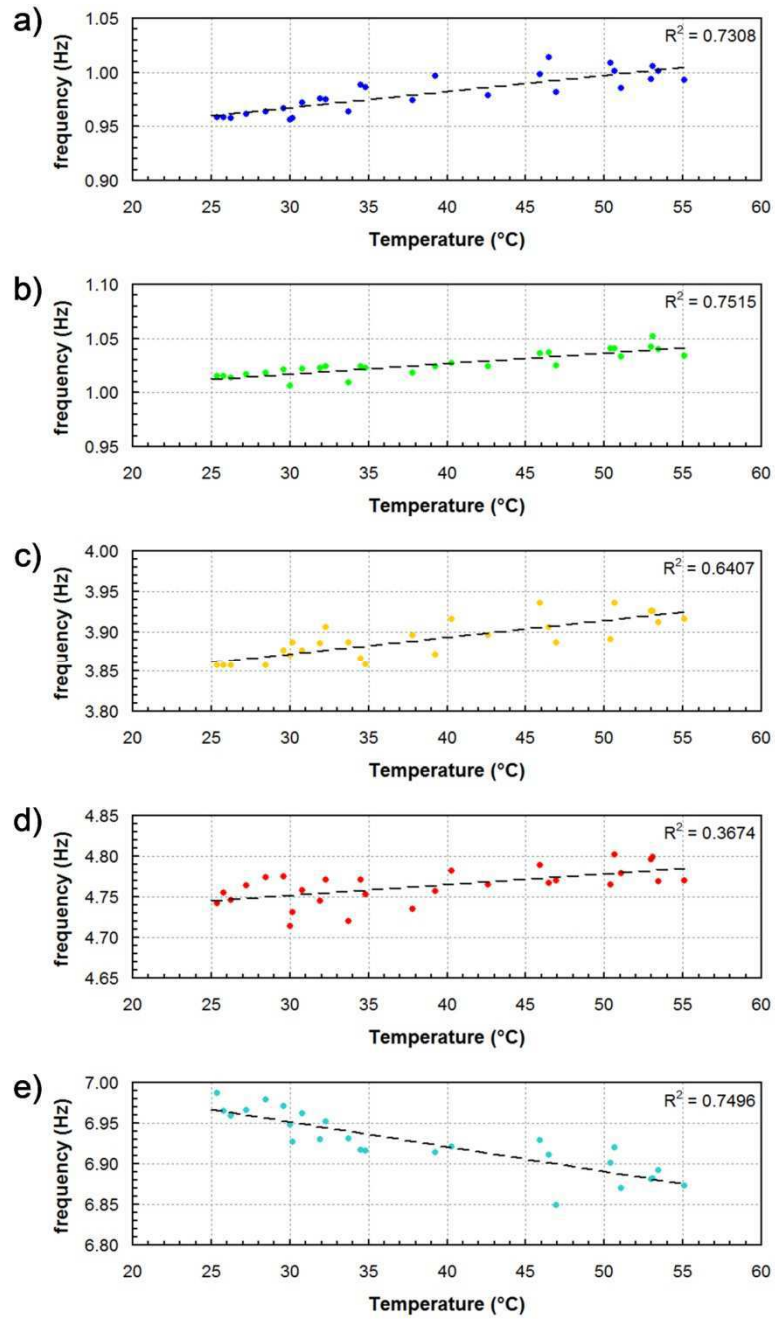 a)
1.05
R² = 0.7308
1.00
0.95
0.90
frequency (Hz)
20 25 30 35 40 45 50 55 60
Temperature (°C)
b)
1.10
R² = 0.7515
1.05
1.00
0.95
frequency (Hz)
20 25 30 35 40 45 50 55 60
Temperature (°C)
c)
4.00
R² = 0.6407
3.95
3.90
3.85
3.80
frequency (Hz)
20 25 30 35 40 45 50 55 60
Temperature (°C)
d)
4.85
R² = 0.3674
4.80
4.75
4.70
4.65
frequency (Hz)
20 25 30 35 40 45 50 55 60
Temperature (°C)
e)
7.00
R² = 0.7496
6.95
6.90
6.85
6.80
frequency (Hz)
20 25 30 35 40 45 50 55 60
Temperature (°C)